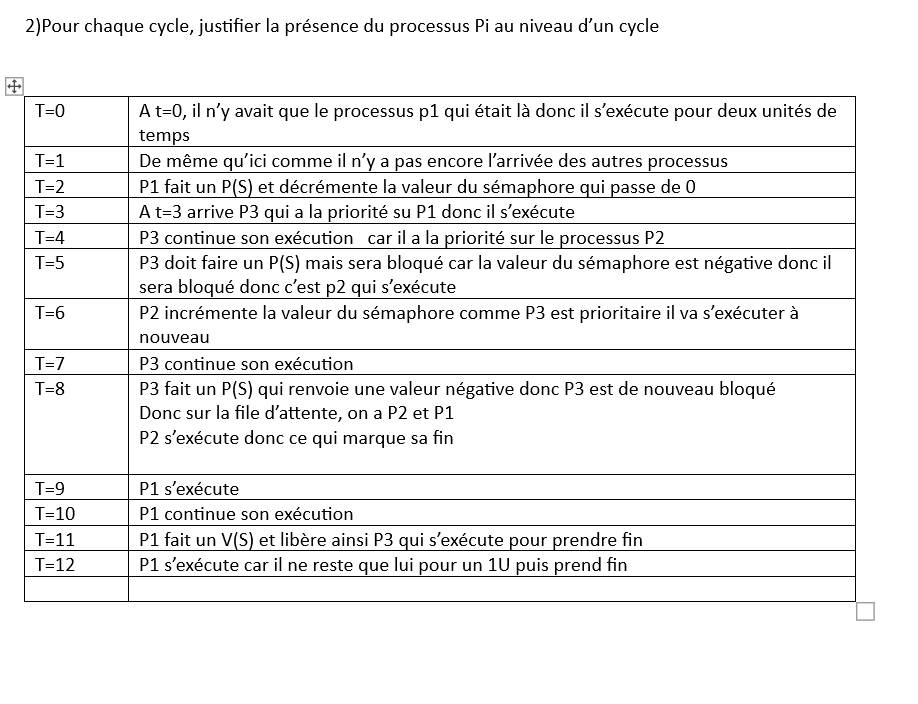 2)Pour chaque cycle, justifier la présence du processus Pi au niveau d’un cycle
T=0 A t=0, il n’y avait que le processus p1 qui était là donc il s’exécute pour deux unités de
temps
T=1 De même qu’ici comme il n’y a pas encore l’arrivée des autres processus
T=2 P1 fait un P(S) et décrémente la valeur du sémaphore qui passe de 0
T=3 A t=3 arrive P3 qui a la priorité su P1 donc il s’exécute
T=4 P3 continue son exécution car il a la priorité sur le processus P2
T=5 P3 doit faire un P(S) mais sera bloqué car la valeur du sémaphore est négative donc il
sera bloqué donc c’est p2 qui s’exécute
T=6 P2 incrémente la valeur du sémaphore comme P3 est prioritaire il va s’exécuter à
nouveau
T=7 P3 continue son exécution
T=8 P3 fait un P(S) qui renvoie une valeur négative donc P3 est de nouveau bloqué
Donc sur la file d’attente, on a P2 et P1
P2 s’exécute donc ce qui marque sa fin
T=9 P1 s’exécute
T=10 P1 continue son exécution
T=11 P1 fait un V(S) et libère ainsi P3 qui s’exécute pour prendre fin
T=12 P1 s’exécute car il ne reste que lui pour un 1U puis prend fin